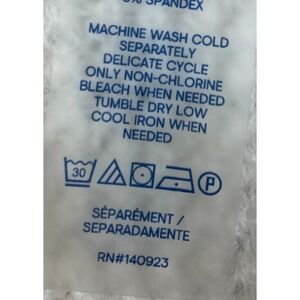 % SPANDEX
MACHINE WASH COLD
SEPARATELY
DELICATE CYCLE
ONLY NON-CHLORINE
BLEACH WHEN NEEDED
TUMBLE DRY LOW
COOL IRON WHEN
NEEDED
30
P
SÉPARÉMENT /
SEPARADAMENTE
RN#140923